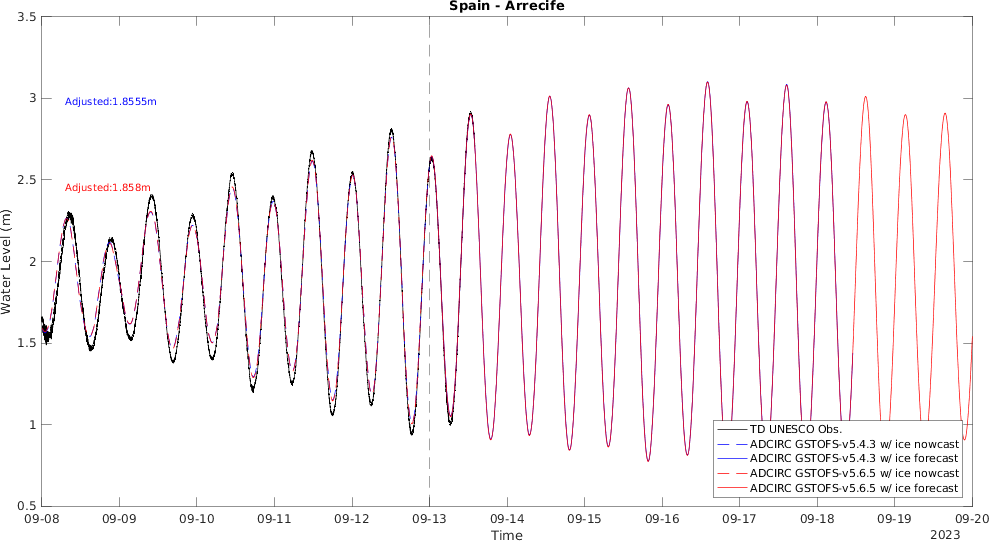 Spain - Arrecife
3.5
3
2.5
2
1.5
1
0.5
Water Level (m)
Adjusted:1.8555m
Adjusted:1.858m
TD UNESCO Obs.
ADCIRC GSTOFS-v5.4.3 w/ ice nowcast
ADCIRC GSTOFS-v5.4.3 w/ ice forecast
ADCIRC GSTOFS-v5.6.5 w/ ice nowcast
ADCIRC GSTOFS-v5.6.5 w/ ice forecast
09-08 09-09 09-10 09-11 09-12 09-13 09-14 09-15 09-16 09-17 09-18 09-19 09-20
Time
2023